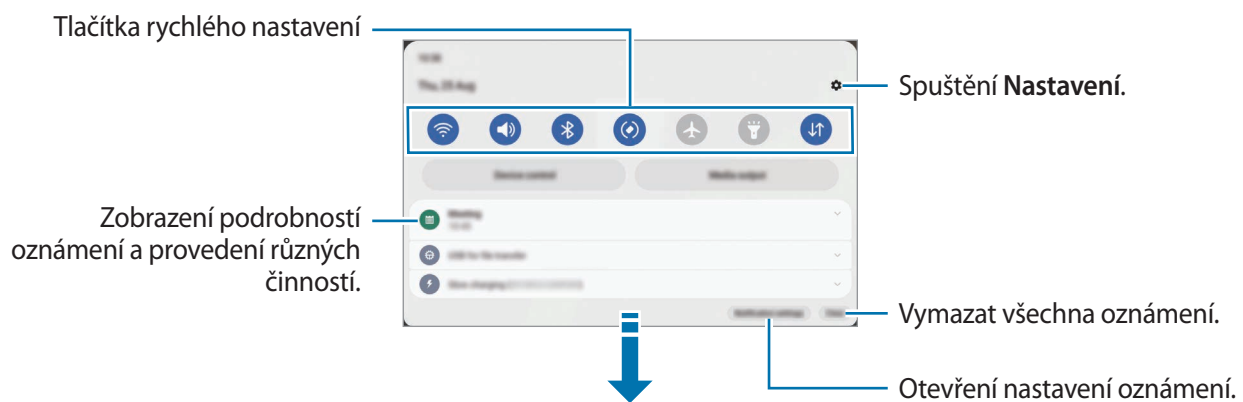 Tlačítka rychlého nastavení
Thu, 25 Aug
Spuštění Nastavení.
Device control
Media output
Zobrazení podrobností
oznámení a provedení různých
činností.
Meeting
USB for file transfer
Notification settings
Vymazat všechna oznámení.
Otevření nastavení oznámení.